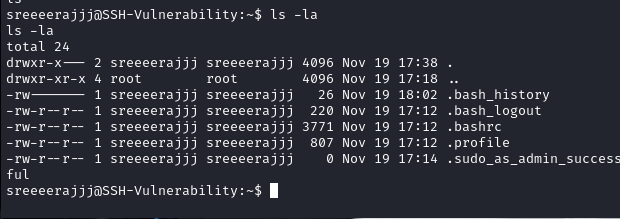 sreeeerajjj@SSH-Vulnerability:~$ ls -la
ls -la
total 24
drwxr-x--- 2 sreeeerajjj sreeeerajjj 4096 Nov 19 17:38 .
drwxr-xr-x 4 root        root        4096 Nov 19 17:18 ..
-rw------- 1 sreeeerajjj sreeeerajjj   26 Nov 19 18:02 .bash_history
-rw-r--r-- 1 sreeeerajjj sreeeerajjj  220 Nov 19 17:12 .bash_logout
-rw-r--r-- 1 sreeeerajjj sreeeerajjj 3771 Nov 19 17:12 .bashrc
-rw-r--r-- 1 sreeeerajjj sreeeerajjj  807 Nov 19 17:12 .profile
-rw-r--r-- 1 sreeeerajjj sreeeerajjj    0 Nov 19 17:14 .sudo_as_admin_success
ful
sreeeerajjj@SSH-Vulnerability:~$